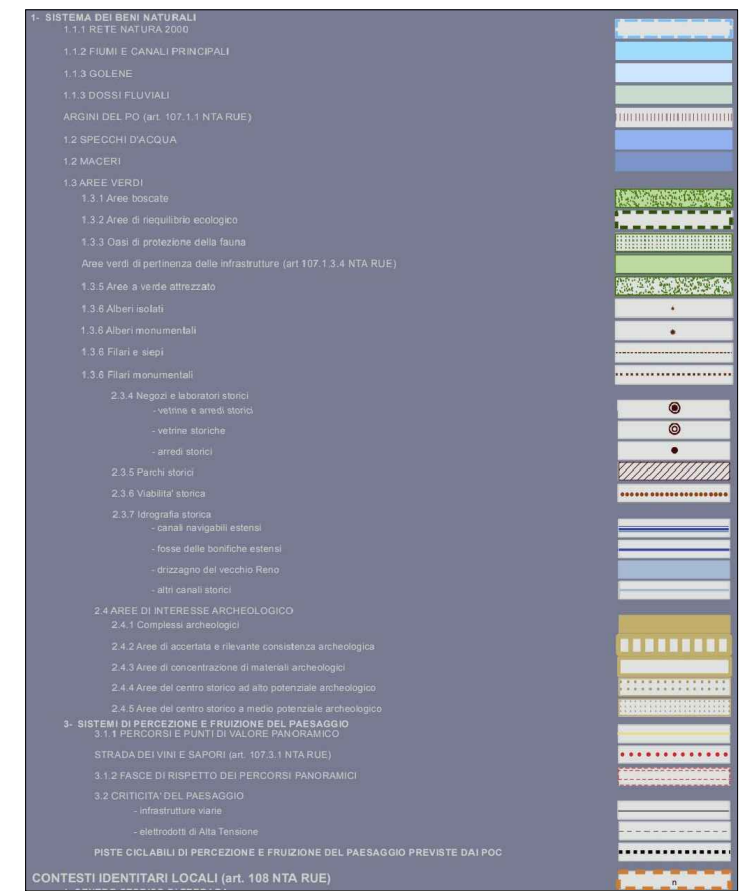 1- SISTEMA DEI BENI NATURALI
1.1.1 RETE NATURA 2000
1.1.2 FIUMI E CANALI PRINCIPALI
1.1.3 GOLENE
1.1.3 DOSSI FLUVIALI
ARGINI DEL PO (art. 107.1.1 NTA RUE)
1.2 SPECCHI D'ACQUA
1.2 MACERI
1.3 AREE VERDI
1.3.1 Aree boscate
1.3.2 Aree di riequilibrio ecologico
1.3.3 Oasi di protezione della fauna
Aree verdi di pertinenza delle infrastrutture (art 107.1.3.4 NTA RUE)
1.3.5 Aree a verde attrezzato
1.3.6 Alberi isolati
1.3.6 Alberi monumentali
1.3.6 Filari e siepi
1.3.6 Filari monumentali
2.3.4 Negozi e laboratori storici
- vetrine e arredi storici
- vetrine storiche
- arredi storici
2.3.5 Parchi storici
2.3.6 Viabilita' storica
2.3.7 Idrografia storica
- canali navigabili estensi
- fosse delle bonifiche estensi
- drizzagno del vecchio Reno
- altri canali storici
2.4 AREE DI INTERESSE ARCHEOLOGICO
2.4.1 Complessi archeologici
2.4.2 Aree di accertata e rilevante consistenza archeologica
2.4.3 Aree di concentrazione di materiali archeologici
2.4.4 Aree del centro storico ad alto potenziale archeologico
2.4.5 Aree del centro storico a medio potenziale archeologico
3- SISTEMI DI PERCEZIONE E FRUIZIONE DEL PAESAGGIO
3.1.1 PERCORSI E PUNTI DI VALORE PANORAMICO
STRADA DEI VINI E SAPORI (art. 107.3.1 NTA RUE)
3.1.2 FASCE DI RISPETTO DEI PERCORSI PANORAMICI
3.2 CRITICITA' DEL PAESAGGIO
- infrastrutture viarie
- elettrodotti di Alta Tensione
PISTE CICLABILI DI PERCEZIONE E FRUIZIONE DEL PAESAGGIO PREVISTE DAI POC
CONTESTI IDENTITARI LOCALI (art. 108 NTA RUE) n